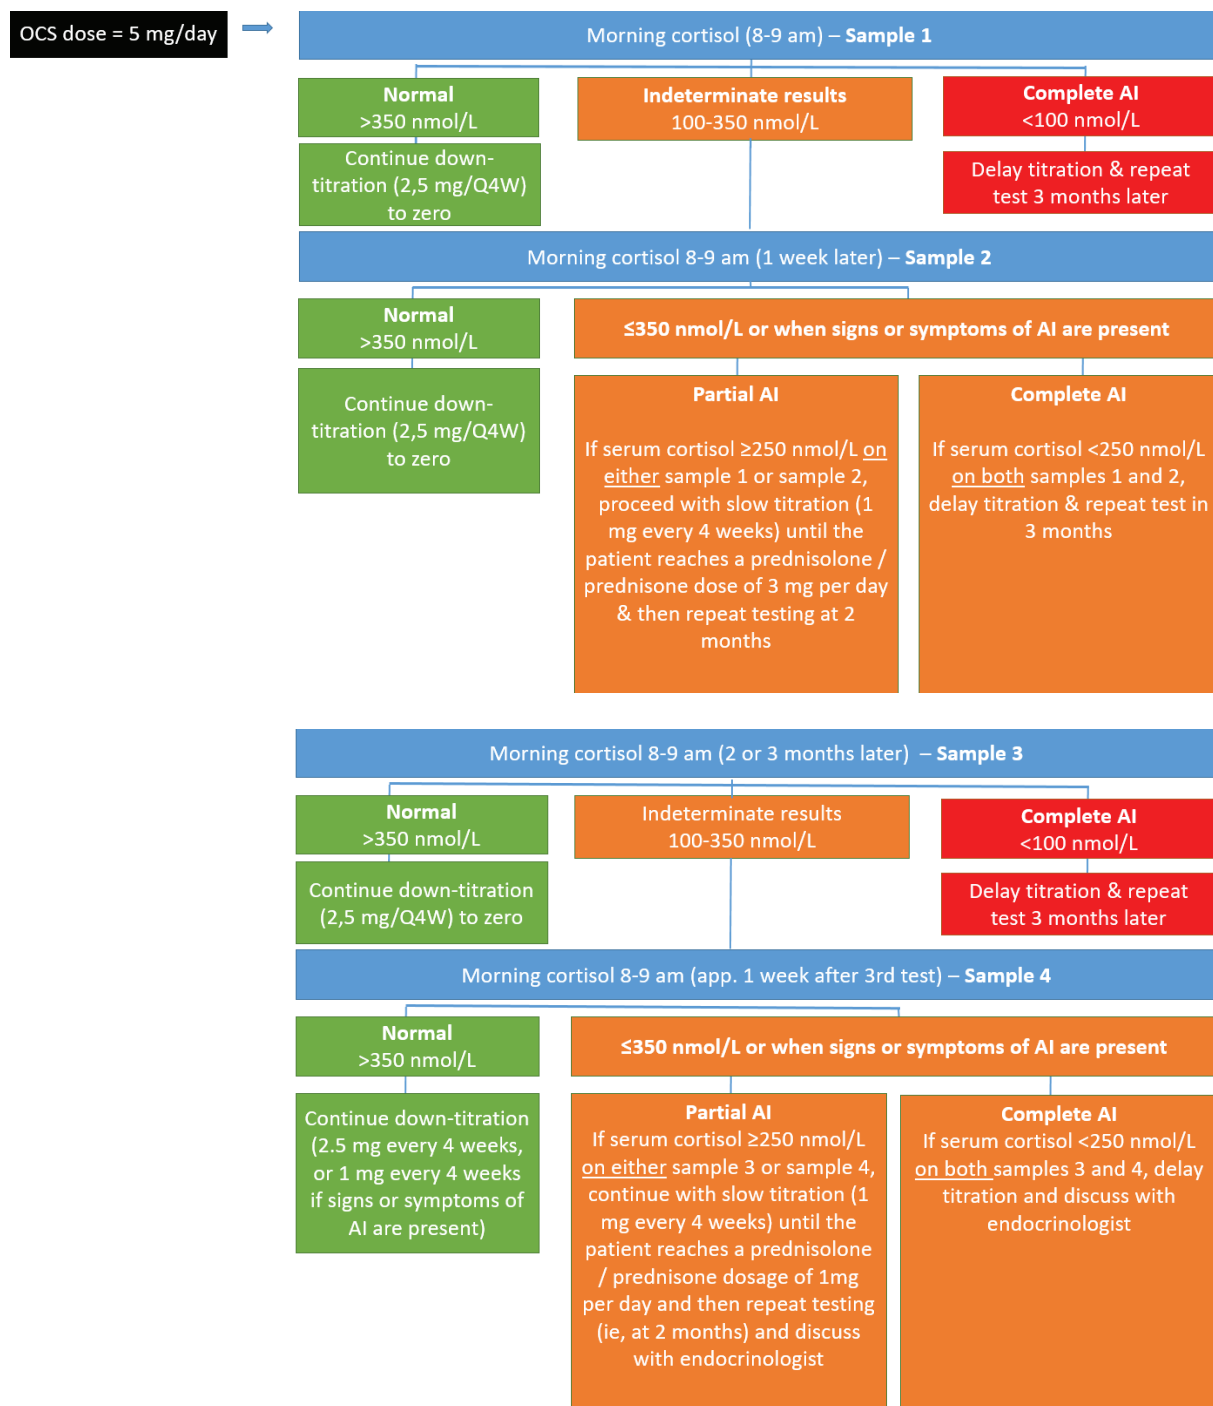 OCS dose = 5 mg/day
Morning cortisol (8-9 am) – Sample 1
Normal
>350 nmol/L
Indeterminate results
100-350 nmol/L
Complete AI
<100 nmol/L
Continue down-
titration (2,5 mg/Q4W)
to zero
Delay titration & repeat
test 3 months later
Morning cortisol 8-9 am (1 week later) – Sample 2
Normal
>350 nmol/L
≤350 nmol/L or when signs or symptoms of AI are present
Continue down-
titration (2,5 mg/Q4W)
to zero
Partial AI
If serum cortisol ≥250 nmol/L on
either sample 1 or sample 2,
proceed with slow titration (1
mg every 4 weeks) until the
patient reaches a prednisolone /
prednisone dose of 3 mg per day
& then repeat testing at 2
months
Complete AI
If serum cortisol <250 nmol/L
on both samples 1 and 2,
delay titration & repeat test in
3 months
Morning cortisol 8-9 am (2 or 3 months later) – Sample 3
Normal
>350 nmol/L
Indeterminate results
100-350 nmol/L
Complete AI
<100 nmol/L
Continue down-titration
(2,5 mg/Q4W) to zero
Delay titration & repeat
test 3 months later
Morning cortisol 8-9 am (app. 1 week after 3rd test) – Sample 4
Normal
>350 nmol/L
≤350 nmol/L or when signs or symptoms of AI are present
Continue down-titration
(2.5 mg every 4 weeks,
or 1 mg every 4 weeks
if signs or symptoms of
AI are present)
Partial AI
If serum cortisol ≥250 nmol/L
on either sample 3 or sample 4,
continue with slow titration (1
mg every 4 weeks) until the
patient reaches a prednisolone
/ prednisone dosage of 1mg
per day and then repeat testing
(ie, at 2 months) and discuss
with endocrinologist
Complete AI
If serum cortisol <250 nmol/L
on both samples 3 and 4, delay
titration and discuss with
endocrinologist